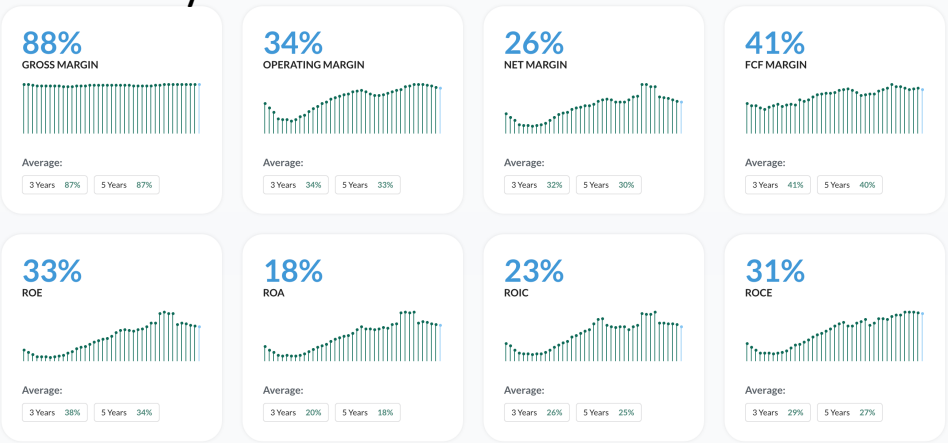 88%
GROSS MARGIN
Average:
3 Years 87% 5 Years 87%
34%
OPERATING MARGIN
Average:
3 Years 34% 5 Years 33%
26%
NET MARGIN
Average:
3 Years 32% 5 Years 30%
41%
FCF MARGIN
Average:
3 Years 41% 5 Years 40%
33%
ROE
Average:
3 Years 38% 5 Years 34%
18%
ROA
Average:
3 Years 20% 5 Years 18%
23%
ROIC
Average:
3 Years 26% 5 Years 25%
31%
ROCE
Average:
3 Years 29% 5 Years 27%